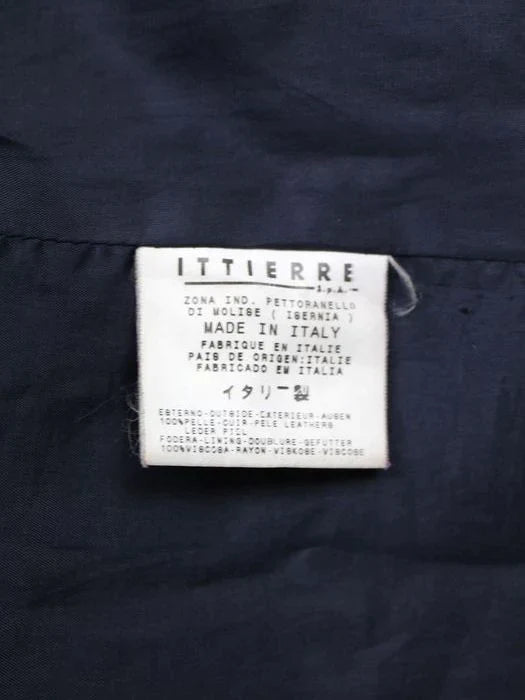 ITTIERRE
S.p.A.
ZONA IND. PETTORANELLO
DI MOLISE ( ISERNIA )
MADE IN ITALY
FABRIQUE EN ITALIE
PAIS DE ORIGEN:ITALIE
FABRICADO EM ITALIA
イタリー製
ESTERNO-OUTSIDE-EXTERIEUR-AUBEN
100%PELLE-CUIR-PELE LEATHERS
LEDER PIEL
FODERA-LINING-DOUBLURE-GEFUTTER
100%VISCOSA-RAYON-VISKOSE-VISCOSE